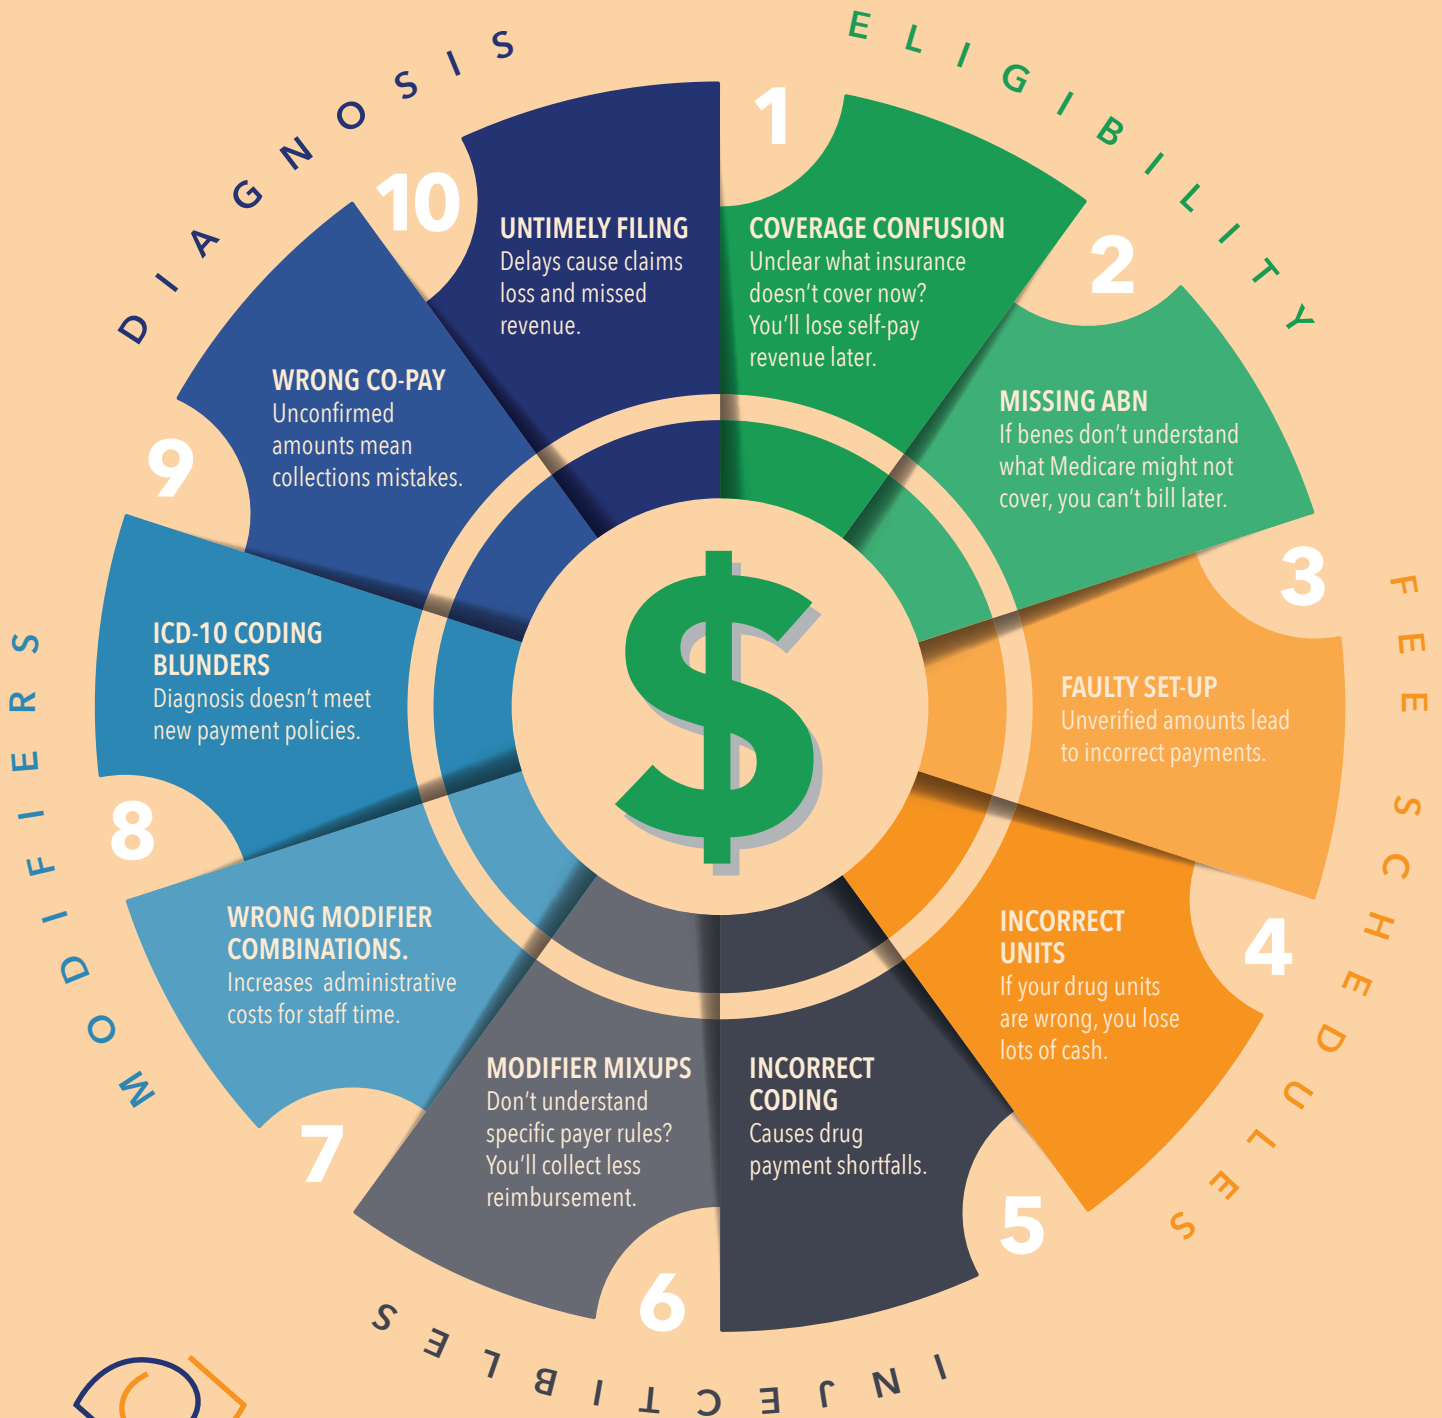 ELIGIBILITY
1
COVERAGE CONFUSION
Unclear what insurance
doesn't cover now?
You'll lose self-pay
revenue later.
2
MISSING ABN
If benes don't understand
what Medicare might not
cover, you can't bill later.
FEE SCHEDULES
3
FAULTY SET-UP
Unverified amounts lead
to incorrect payments.
4
INCORRECT
UNITS
If your drug units
are wrong, you lose
lots of cash.
INJECTIBLES
5
INCORRECT
CODING
Causes drug
payment shortfalls.
6
MODIFIER MIXUPS
Don't understand
specific payer rules?
You'll collect less
reimbursement.
MODIFIERS
7
WRONG MODIFIER
COMBINATIONS.
Increases administrative
costs for staff time.
8
ICD-10 CODING
BLUNDERS
Diagnosis doesn't meet
new payment policies.
DIAGNOSIS
9
WRONG CO-PAY
Unconfirmed
amounts mean
collections mistakes.
10
UNTIMELY FILING
Delays cause claims
loss and missed
revenue.
$